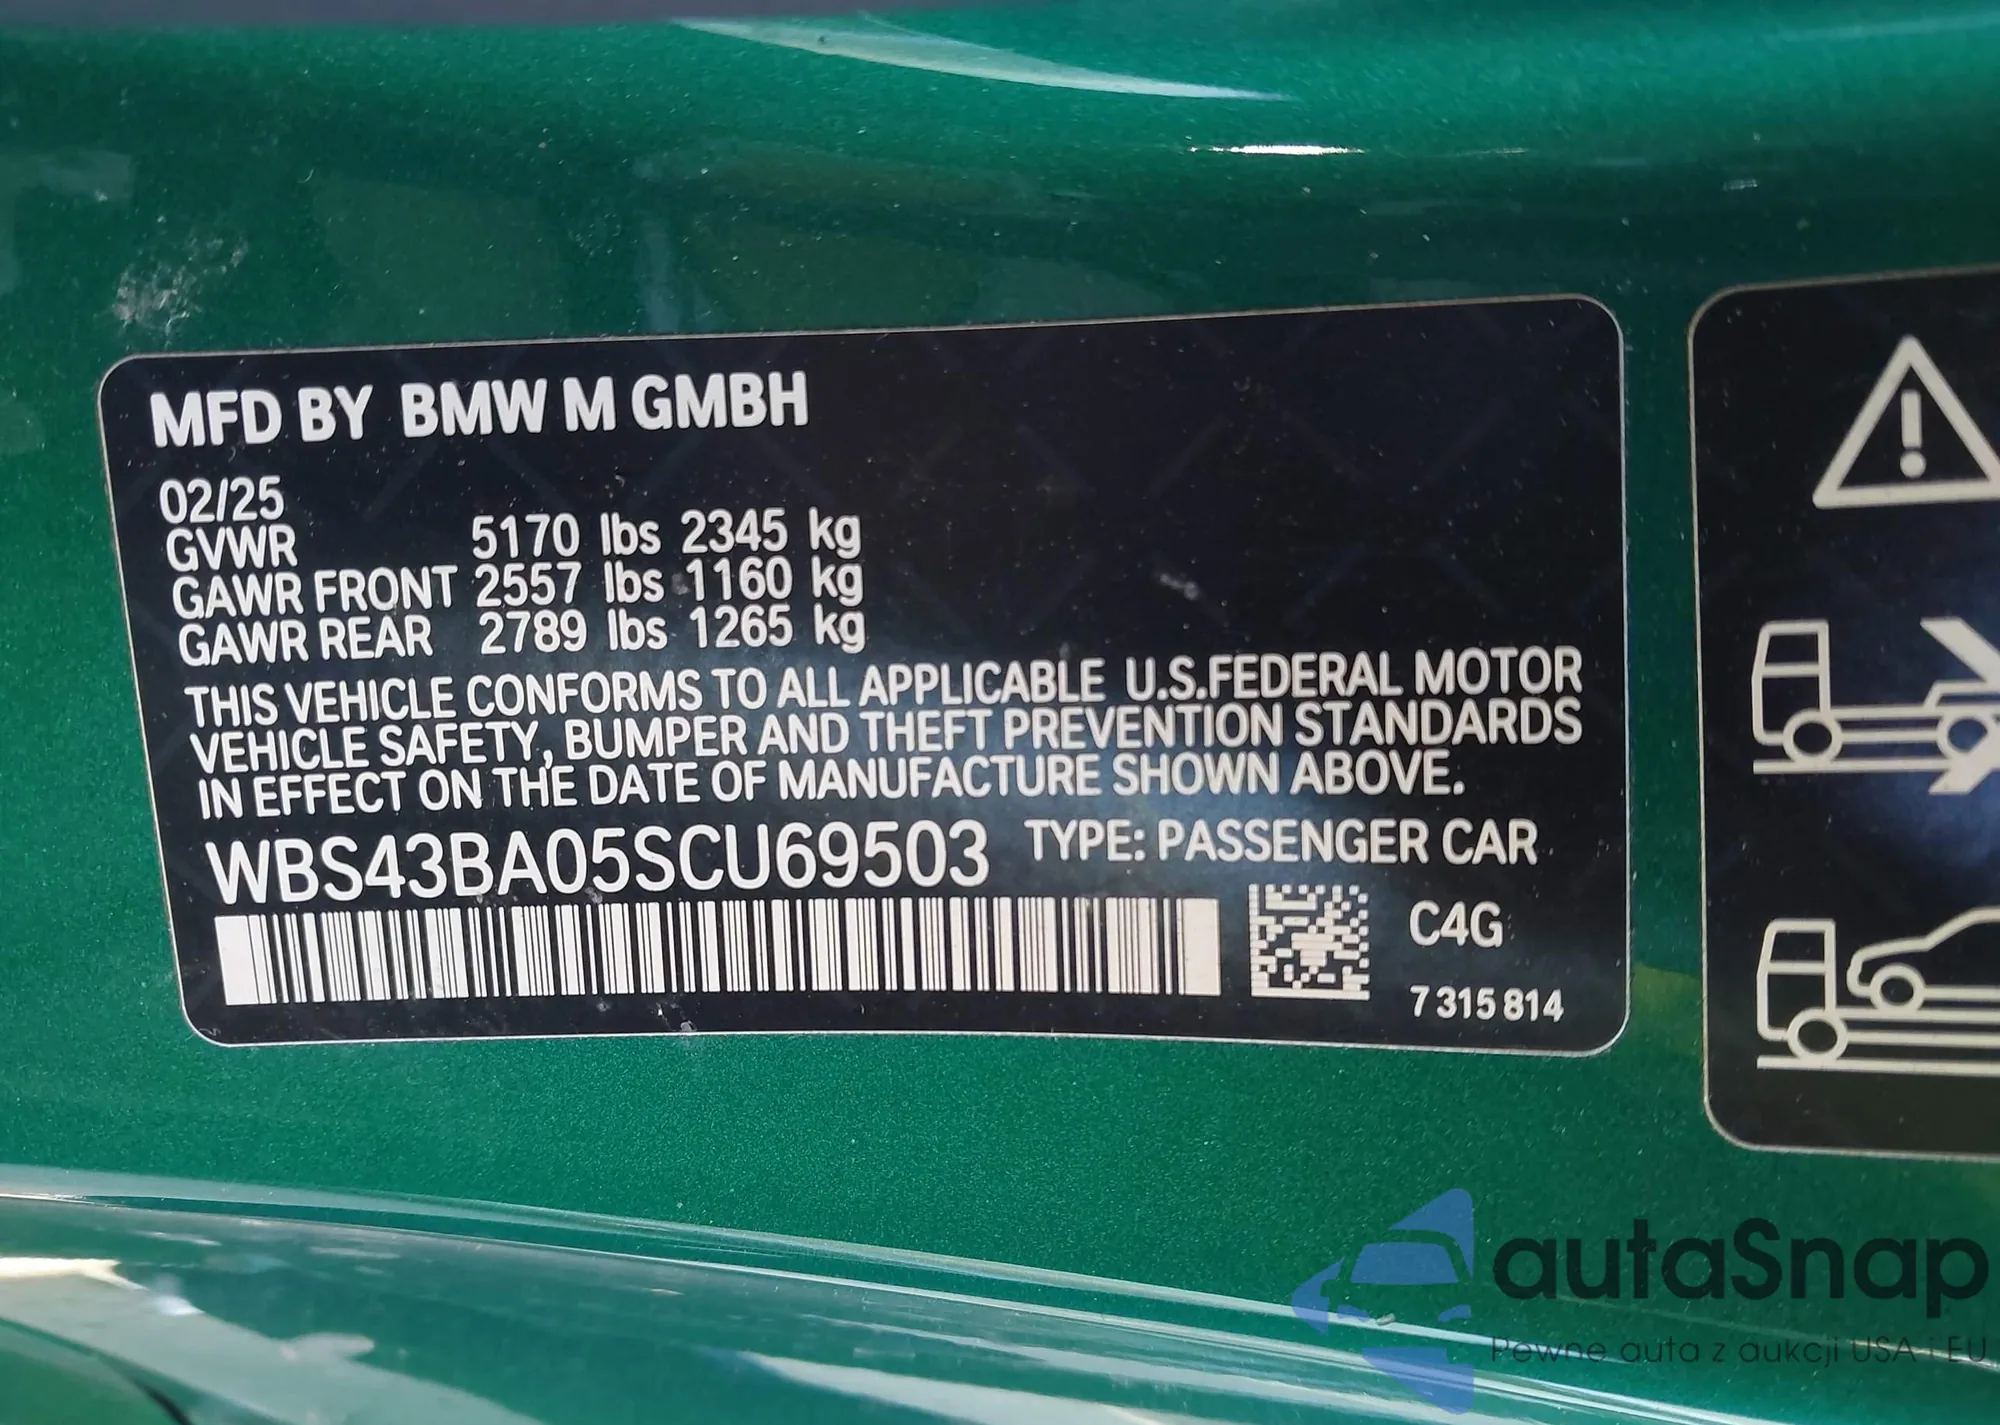 MFD BY BMW M GMBH
02/25
GVWR 5170 lbs 2345 kg
GAWR FRONT 2557 lbs 1160 kg
GAWR REAR 2789 lbs 1265 kg
THIS VEHICLE CONFORMS TO ALL APPLICABLE U.S.FEDERAL MOTOR
VEHICLE SAFETY, BUMPER AND THEFT PREVENTION STANDARDS
IN EFFECT ON THE DATE OF MANUFACTURE SHOWN ABOVE.
WBS43BA05SCU69503 TYPE: PASSENGER CAR
C4G
7 315 814
autaSnap
Pewne auta z aukcji USA i EU